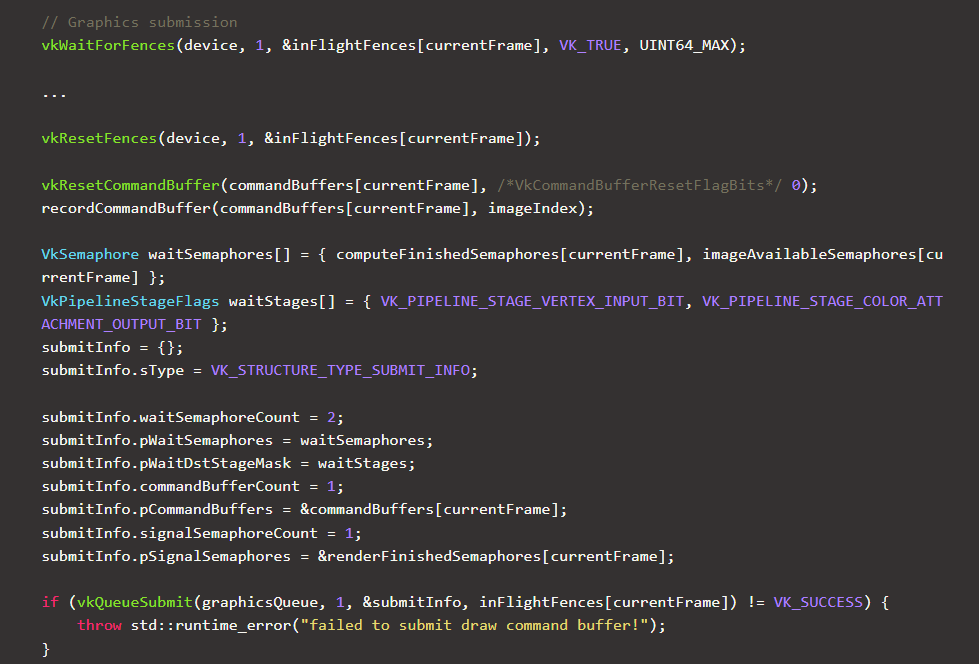 // Graphics submission
vkWaitForFences(device, 1, &inFlightFences[currentFrame], VK_TRUE, UINT64_MAX);
...
vkResetFences(device, 1, &inFlightFences[currentFrame]);
vkResetCommandBuffer(commandBuffers[currentFrame], /*VkCommandBufferResetFlagBits*/ 0);
recordCommandBuffer(commandBuffers[currentFrame], imageIndex);
VkSemaphore waitSemaphores[] = { computeFinishedSemaphores[currentFrame], imageAvailableSemaphores[cu
rrentFrame] };
VkPipelineStageFlags waitStages[] = { VK_PIPELINE_STAGE_VERTEX_INPUT_BIT, VK_PIPELINE_STAGE_COLOR_ATT
ACHMENT_OUTPUT_BIT };
submitInfo = {};
submitInfo.sType = VK_STRUCTURE_TYPE_SUBMIT_INFO;
submitInfo.waitSemaphoreCount = 2;
submitInfo.pWaitSemaphores = waitSemaphores;
submitInfo.pWaitDstStageMask = waitStages;
submitInfo.commandBufferCount = 1;
submitInfo.pCommandBuffers = &commandBuffers[currentFrame];
submitInfo.signalSemaphoreCount = 1;
submitInfo.pSignalSemaphores = &renderFinishedSemaphores[currentFrame];
if (vkQueueSubmit(graphicsQueue, 1, &submitInfo, inFlightFences[currentFrame]) != VK_SUCCESS) {
    throw std::runtime_error("failed to submit draw command buffer!");
}